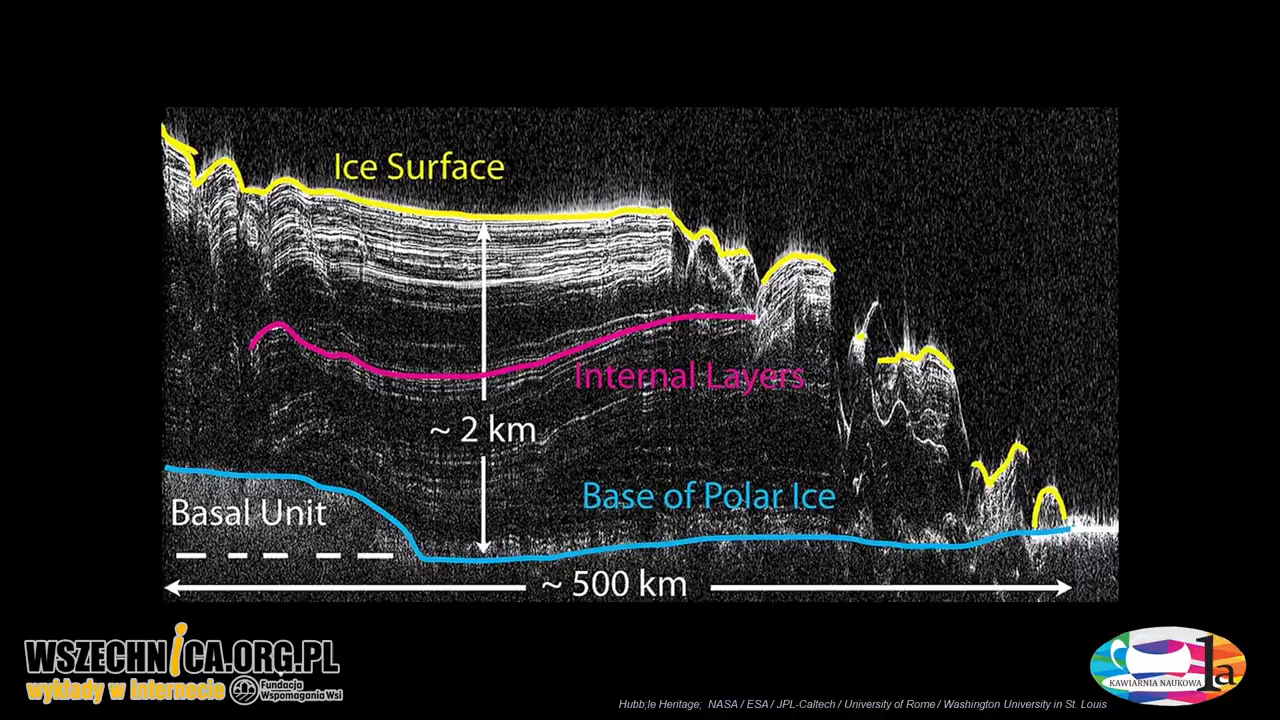 Ice Surface
Internal Layers
~ 2 km
Base of Polar Ice
Basal Unit
~ 500 km
WSZECHNiCA.ORG.PL
wykłady w internecie
Fundacja
Wspomagania Wsi
KAWIARNIA NAUKOWA 1a
Hubb;le Heritage; NASA / ESA / JPL-Caltech / University of Rome / Washington University in St. Louis